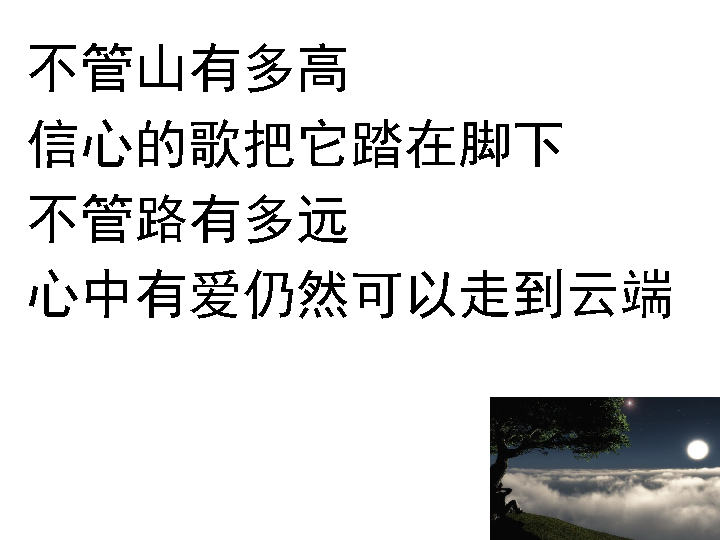 不管山有多高
信心的歌把它踏在脚下
不管路有多远
心中有爱仍然可以走到云端